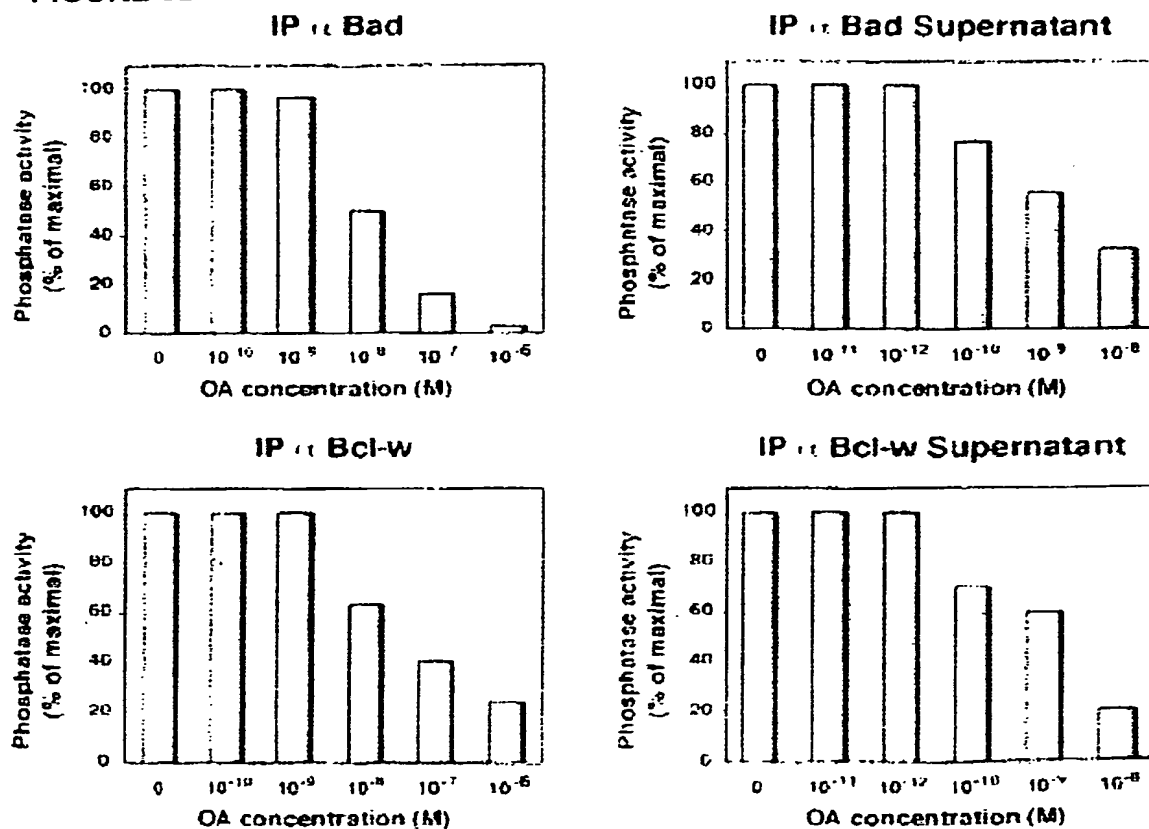 IP α Bad
Phosphatase activity
(% of maximal)
100
80
60
40
20
0
0 10⁻¹⁰ 10⁻⁹ 10⁻⁸ 10⁻⁷ 10⁻⁶
OA concentration (M)
IP α Bad Supernatant
Phosphatase activity
(% of maximal)
100
80
60
40
20
0
0 10⁻¹¹ 10⁻¹² 10⁻¹⁰ 10⁻⁹ 10⁻⁸
OA concentration (M)
IP α Bcl-w
Phosphatase activity
(% of maximal)
100
80
60
40
20
0
0 10⁻¹⁰ 10⁻⁹ 10⁻⁸ 10⁻⁷ 10⁻⁶
OA concentration (M)
IP α Bcl-w Supernatant
Phosphatase activity
(% of maximal)
100
80
60
40
20
0
0 10⁻¹¹ 10⁻¹² 10⁻¹⁰ 10⁻⁹ 10⁻⁸
OA concentration (M)